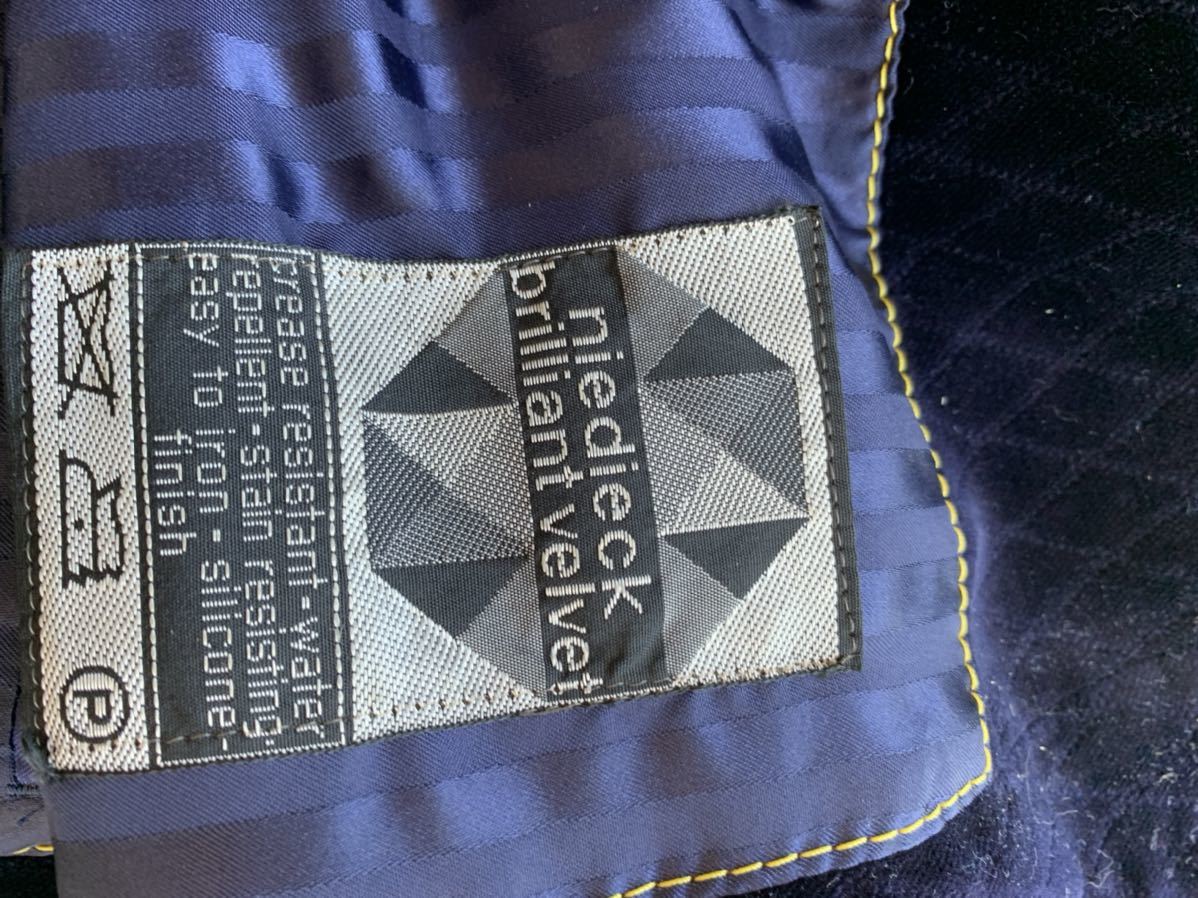 niedieck
brilliant velvet
crease resistant-water
repellent-stain resisting.
easy to iron-silicone-
finish
P